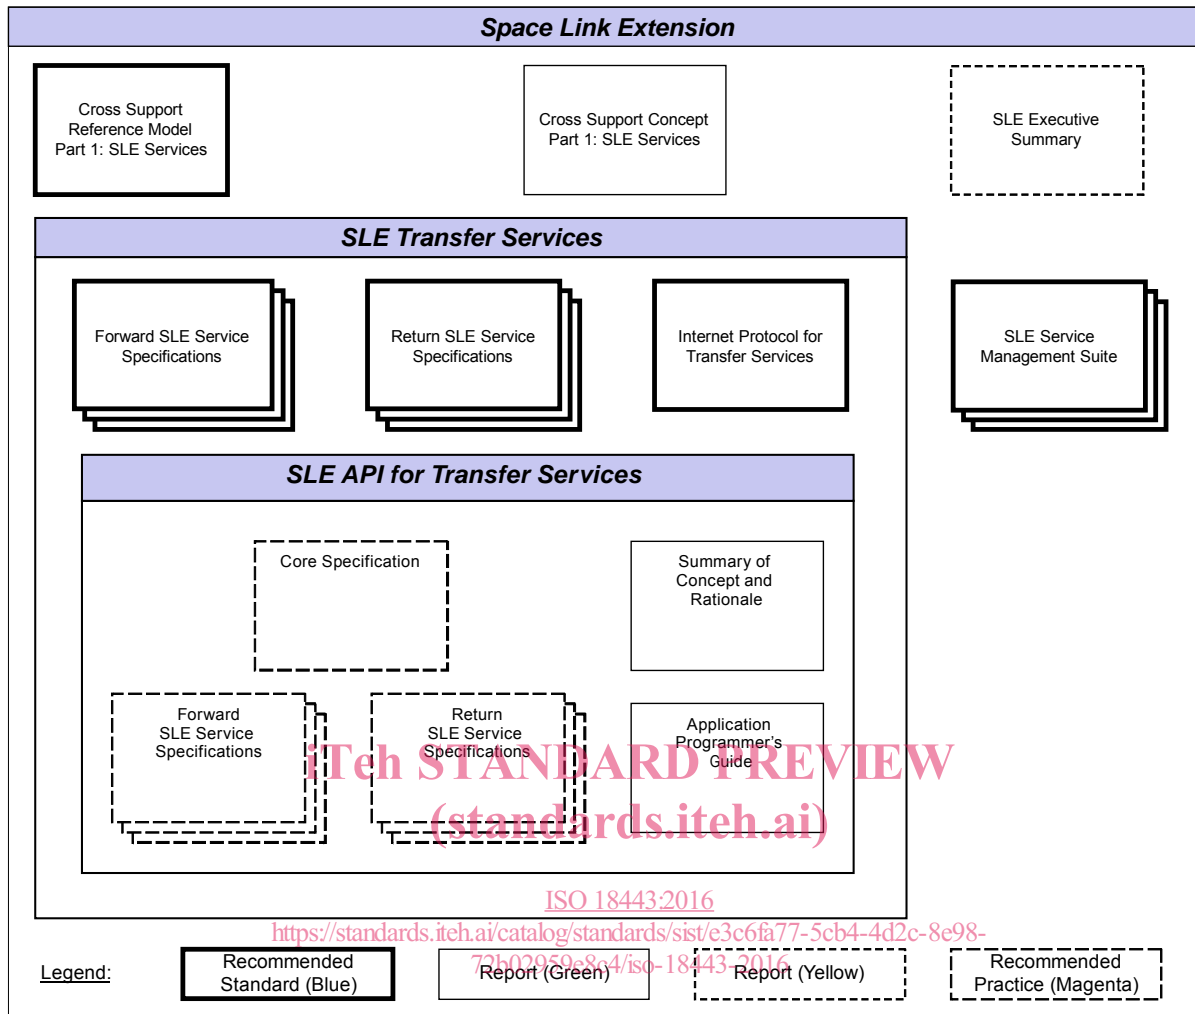 Space Link Extension
Cross Support
Reference Model
Part 1: SLE Services
Cross Support Concept
Part 1: SLE Services
SLE Executive
Summary
SLE Transfer Services
Forward SLE Service
Specifications
Return SLE Service
Specifications
Internet Protocol for
Transfer Services
SLE Service
Management Suite
SLE API for Transfer Services
Core Specification
Summary of
Concept and
Rationale
Forward
SLE Service
Specifications
Return
SLE Service
Specifications
Application
Programmer's
Guide
iTeh STANDARD PREVIEW
(standards.iteh.ai)
ISO 18443:2016
https://standards.iteh.ai/catalog/standards/sist/e3c6fa77-5cb4-4d2c-8e98-
72b02959e8c4/iso-18443-2016
Legend:
Recommended
Standard (Blue)
Report (Green)
Report (Yellow)
Recommended
Practice (Magenta)